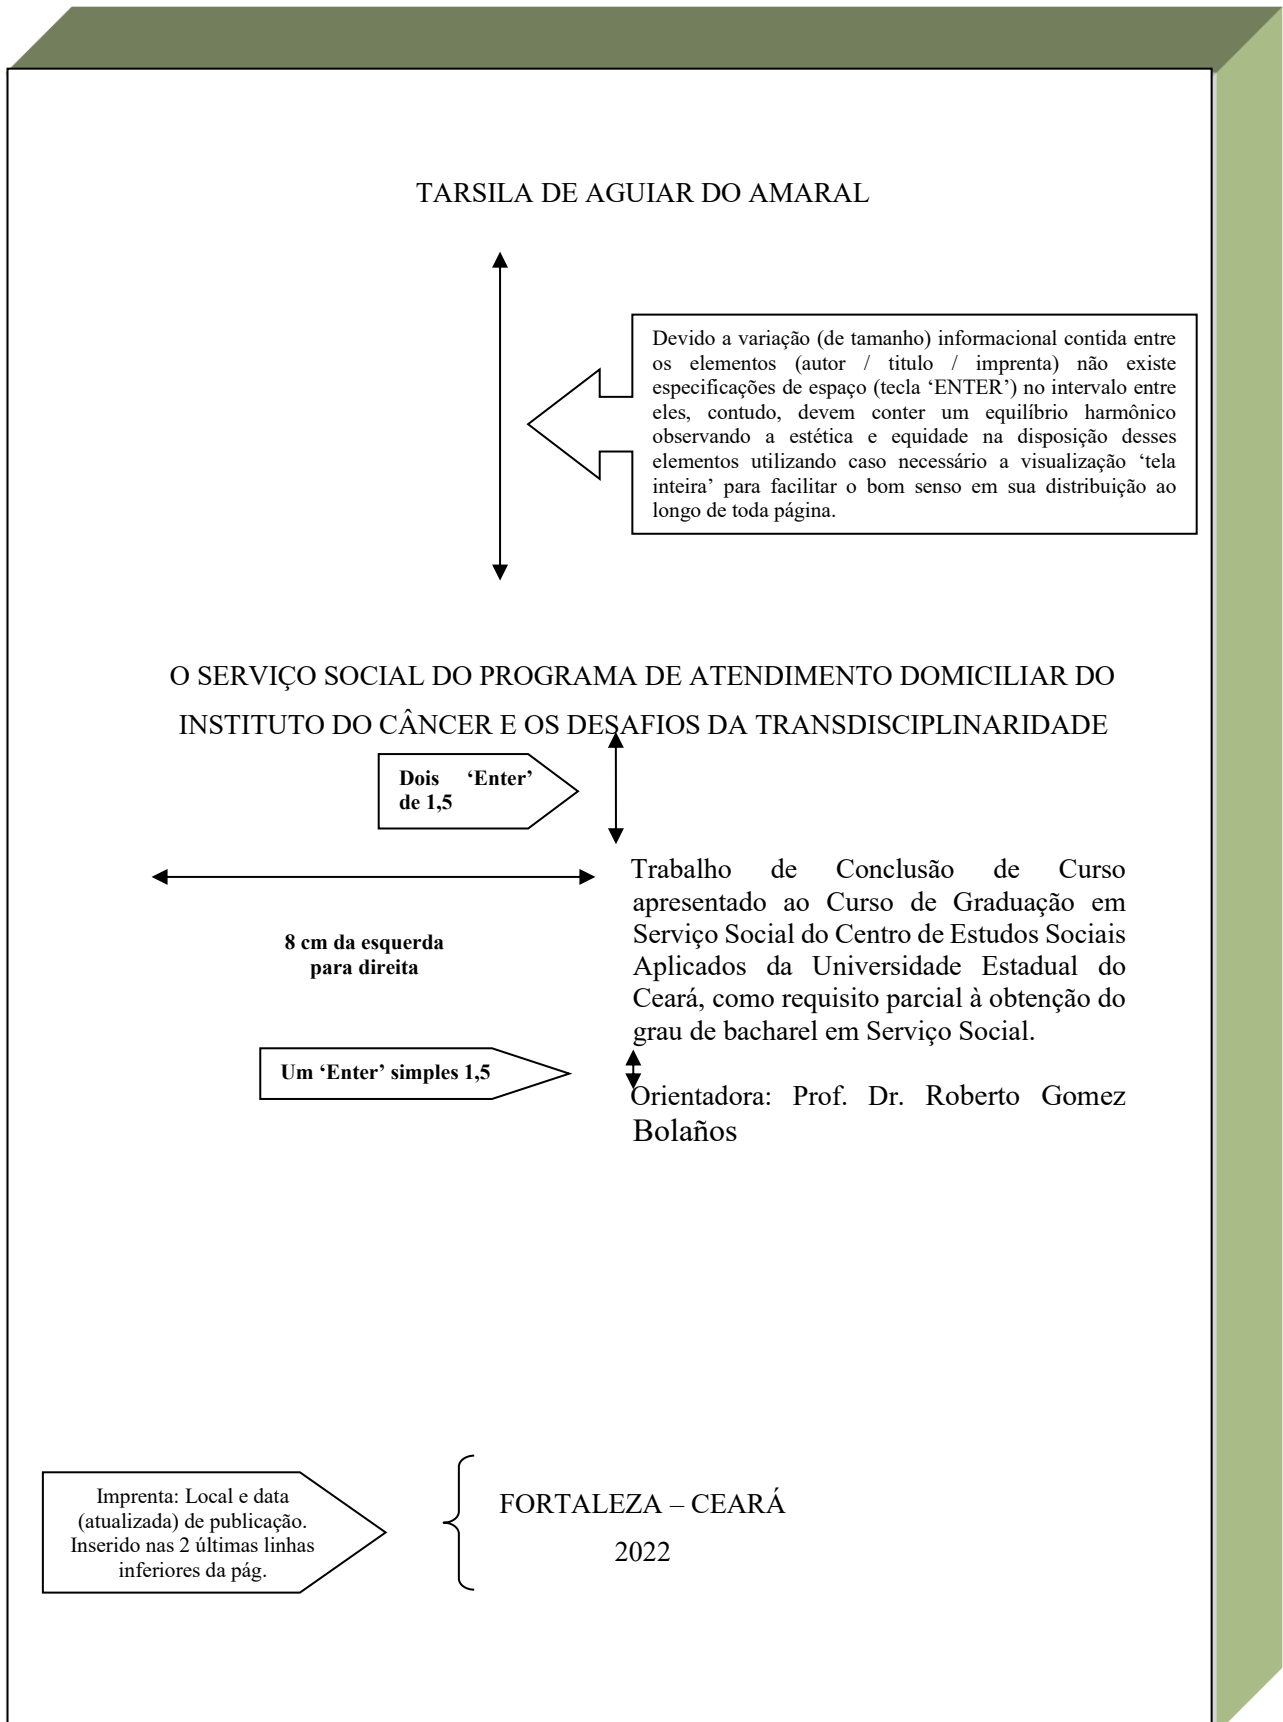 TARSILA DE AGUIAR DO AMARAL
Devido a variação (de tamanho) informacional contida entre
os elementos (autor / titulo / imprenta) não existe
especificações de espaço (tecla ‘ENTER’) no intervalo entre
eles, contudo, devem conter um equilíbrio harmônico
observando a estética e equidade na disposição desses
elementos utilizando caso necessário a visualização ‘tela
inteira’ para facilitar o bom senso em sua distribuição ao
longo de toda página.
O SERVIÇO SOCIAL DO PROGRAMA DE ATENDIMENTO DOMICILIAR DO
INSTITUTO DO CÂNCER E OS DESAFIOS DA TRANSDISCIPLINARIDADE
Dois ‘Enter’
de 1,5
Trabalho de Conclusão de Curso
apresentado ao Curso de Graduação em
Serviço Social do Centro de Estudos Sociais
Aplicados da Universidade Estadual do
Ceará, como requisito parcial à obtenção do
grau de bacharel em Serviço Social.
8 cm da esquerda
para direita
Um ‘Enter’ simples 1,5
Orientadora: Prof. Dr. Roberto Gomez
Bolaños
Imprenta: Local e data
(atualizada) de publicação.
Inserido nas 2 últimas linhas
inferiores da pág.
FORTALEZA – CEARÁ
2022